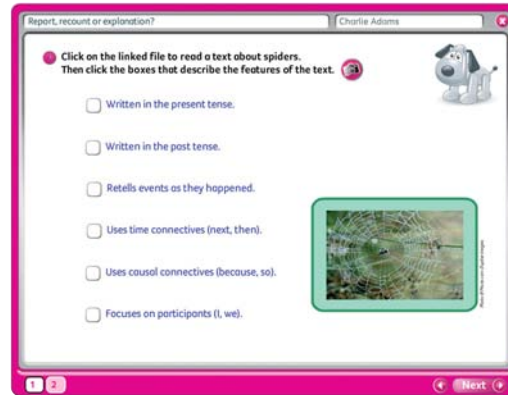 Report, recount or explanation?
Charlie Adams
Click on the linked file to read a text about spiders.
Then click the boxes that describe the features of the text.
Written in the present tense.
Written in the past tense.
Retells events as they happened.
Uses time connectives (next, then).
Uses causal connectives (because, so).
Focuses on participants (I, we).
1 2
Next